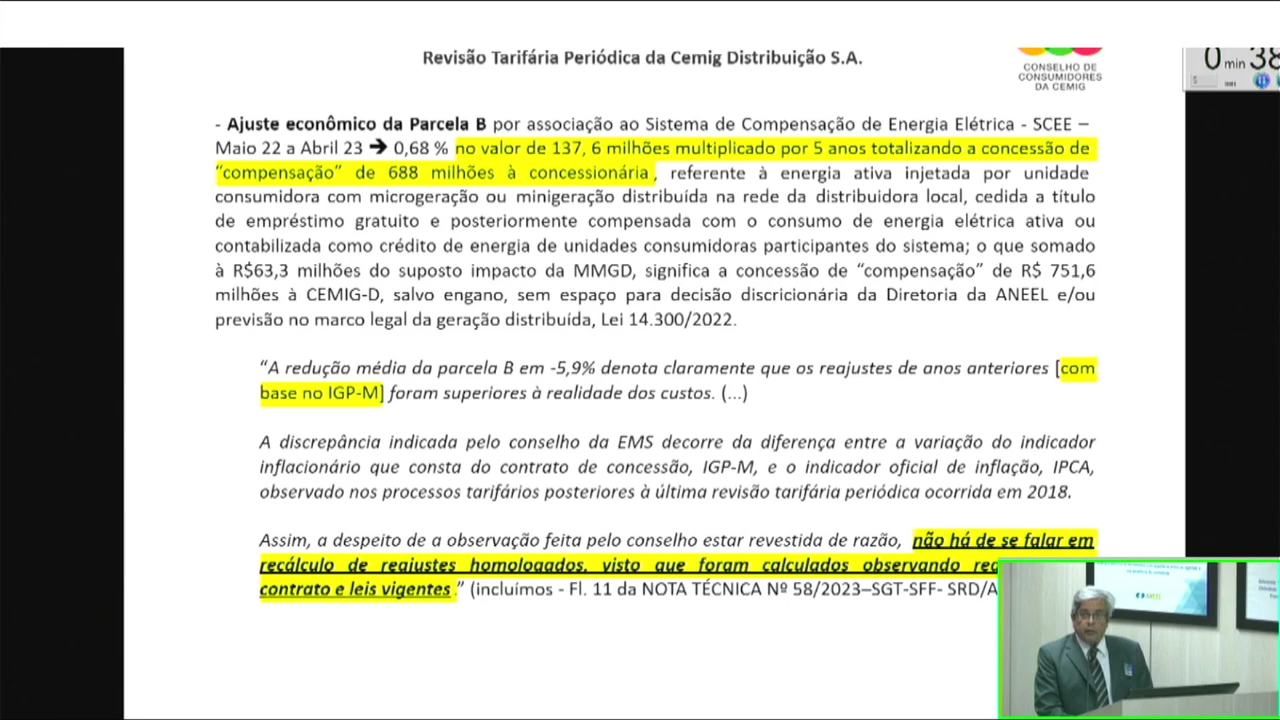 Revisão Tarifária Periódica da Cemig Distribuição S.A.
CONSELHO DE
CONSUMIDORES
DA CEMIG
0 min 38
- Ajuste econômico da Parcela B por associação ao Sistema de Compensação de Energia Elétrica - SCEE –
Maio 22 a Abril 23 🡪 0,68 % no valor de 137, 6 milhões multiplicado por 5 anos totalizando a concessão de
“compensação” de 688 milhões à concessionária, referente à energia ativa injetada por unidade
consumidora com microgeração ou minigeração distribuída na rede da distribuidora local, cedida a título
de empréstimo gratuito e posteriormente compensada com o consumo de energia elétrica ativa ou
contabilizada como crédito de energia de unidades consumidoras participantes do sistema; o que somado
à R$63,3 milhões do suposto impacto da MMGD, significa a concessão de “compensação” de R$ 751,6
milhões à CEMIG-D, salvo engano, sem espaço para decisão discricionária da Diretoria da ANEEL e/ou
previsão no marco legal da geração distribuída, Lei 14.300/2022.
“A redução média da parcela B em -5,9% denota claramente que os reajustes de anos anteriores [com
base no IGP-M] foram superiores à realidade dos custos. (...)
A discrepância indicada pelo conselho da EMS decorre da diferença entre a variação do indicador
inflacionário que consta do contrato de concessão, IGP-M, e o indicador oficial de inflação, IPCA,
observado nos processos tarifários posteriores à última revisão tarifária periódica ocorrida em 2018.
Assim, a despeito de a observação feita pelo conselho estar revestida de razão, não há de se falar em
recálculo de reajustes homologados, visto que foram calculados observando
contrato e leis vigentes.” (incluímos - Fl. 11 da NOTA TÉCNICA Nº 58/2023–SGT-SFF- SRD/A